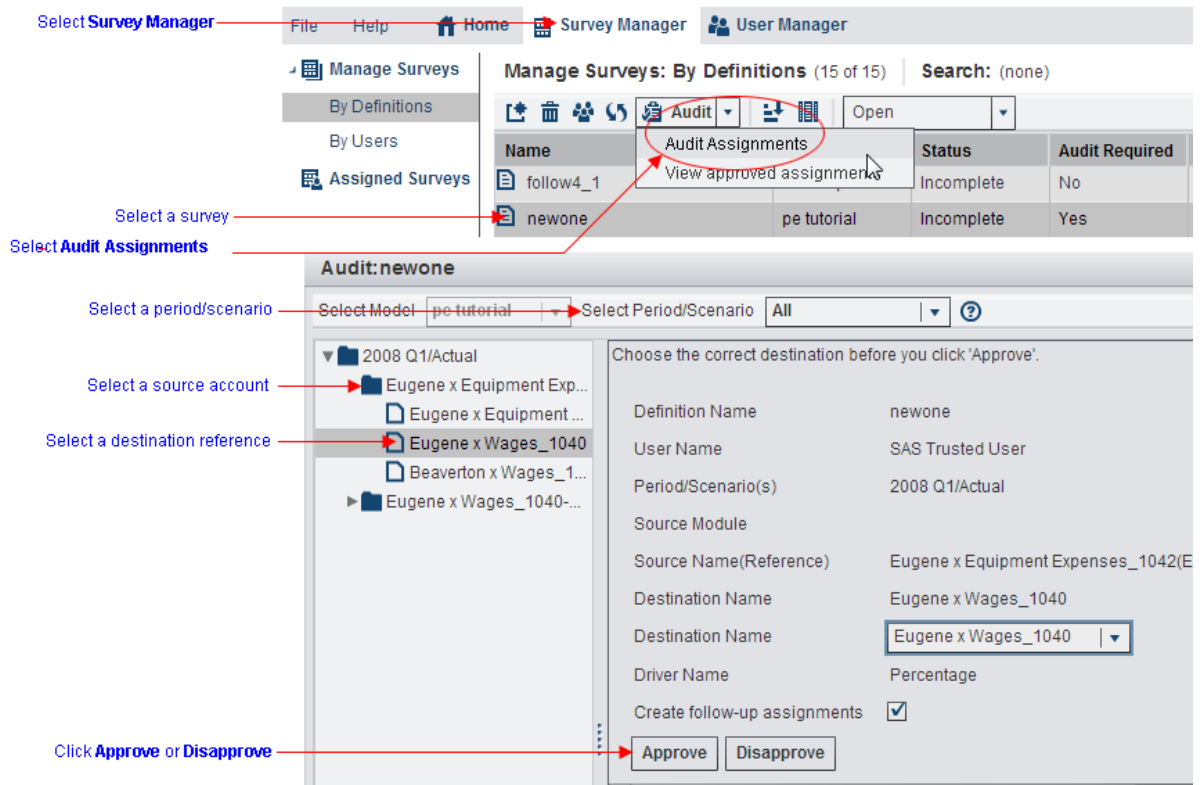 Select Survey Manager
File Help Home Survey Manager User Manager
Manage Surveys
Manage Surveys: By Definitions (15 of 15) Search: (none)
By Definitions
Audit Open
By Users
Audit Assignments
Name Status Audit Required
View approved assignments
Assigned Surveys
follow4_1 Incomplete No
Select a survey
newone pe tutorial Incomplete Yes
Select Audit Assignments
Audit:newone
Select a period/scenario
Select Model pe tutorial Select Period/Scenario All
2008 Q1/Actual
Choose the correct destination before you click 'Approve'.
Select a source account
Eugene x Equipment Exp...
Eugene x Equipment ...
Definition Name newone
Select a destination reference
Eugene x Wages_1040
User Name SAS Trusted User
Beaverton x Wages_1...
Period/Scenario(s) 2008 Q1/Actual
Eugene x Wages_1040-...
Source Module
Source Name(Reference) Eugene x Equipment Expenses_1042(E
Destination Name Eugene x Wages_1040
Destination Name Eugene x Wages_1040
Driver Name Percentage
Create follow-up assignments
Click Approve or Disapprove
Approve Disapprove